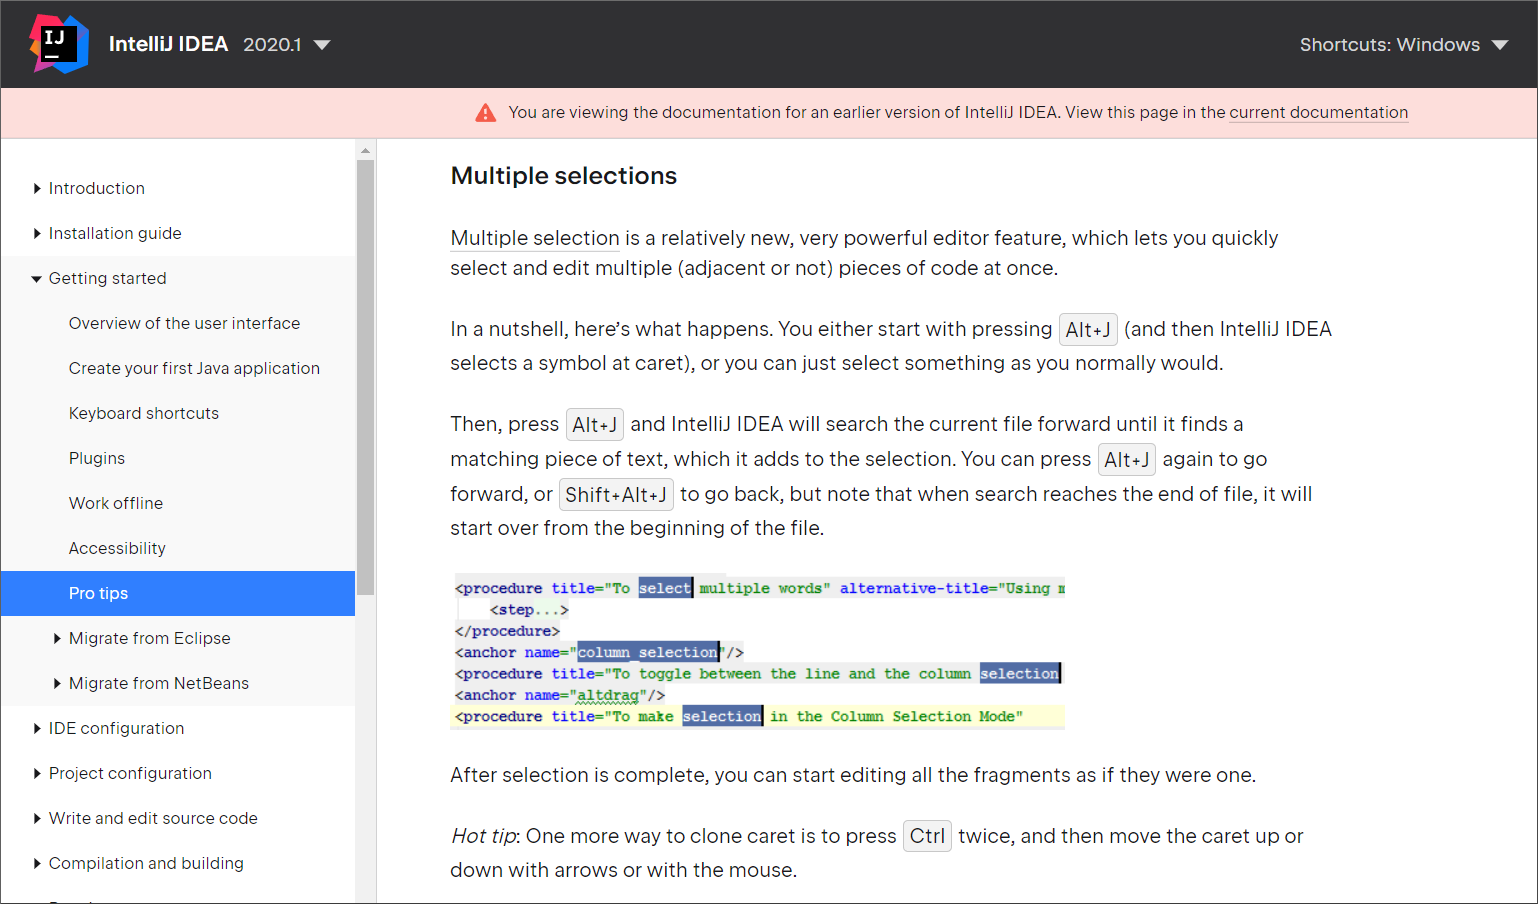 IJ
IntelliJ IDEA 2020.1
Shortcuts: Windows
You are viewing the documentation for an earlier version of IntelliJ IDEA. View this page in the current documentation
Introduction
Installation guide
Getting started
Overview of the user interface
Create your first Java application
Keyboard shortcuts
Plugins
Work offline
Accessibility
Pro tips
Migrate from Eclipse
Migrate from NetBeans
IDE configuration
Project configuration
Write and edit source code
Compilation and building
Multiple selections
Multiple selection is a relatively new, very powerful editor feature, which lets you quickly
select and edit multiple (adjacent or not) pieces of code at once.
In a nutshell, here's what happens. You either start with pressing Alt+J (and then IntelliJ IDEA
selects a symbol at caret), or you can just select something as you normally would.
Then, press Alt+J and IntelliJ IDEA will search the current file forward until it finds a
matching piece of text, which it adds to the selection. You can press Alt+J again to go
forward, or Shift+Alt+J to go back, but note that when search reaches the end of file, it will
start over from the beginning of the file.
<procedure title="To select multiple words" alternative-title="Using m
<step...>
</procedure>
<anchor name="column_selection"/>
<procedure title="To toggle between the line and the column selection
<anchor name="altdrag"/>
<procedure title="To make selection in the Column Selection Mode"
After selection is complete, you can start editing all the fragments as if they were one.
Hot tip: One more way to clone caret is to press Ctrl twice, and then move the caret up or
down with arrows or with the mouse.